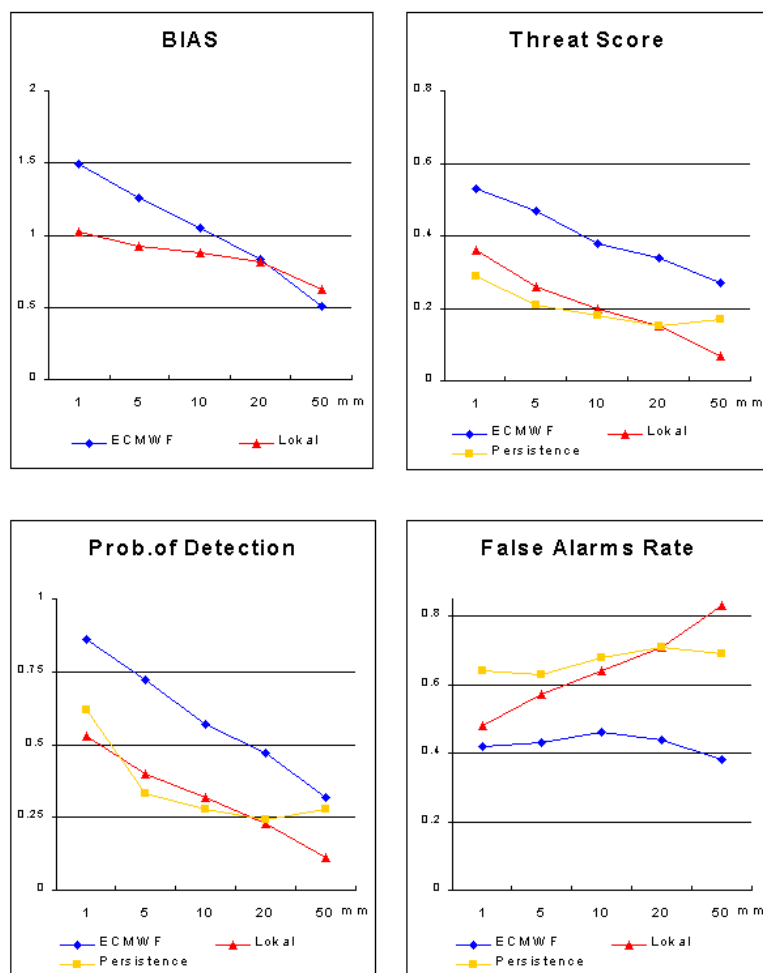 BIAS
2
1.5
1
0.5
0
1 5 10 20 50 mm
ECMWF Lokal
Threat Score
0.8
0.6
0.4
0.2
0
1 5 10 20 50 mm
ECMWF Lokal
Persistence
Prob.of Detection
1
0.75
0.5
0.25
0
1 5 10 20 50 mm
ECMWF Lokal
Persistence
False Alarms Rate
0.8
0.6
0.4
0.2
0
1 5 10 20 50 mm
ECMWF Lokal
Persistence